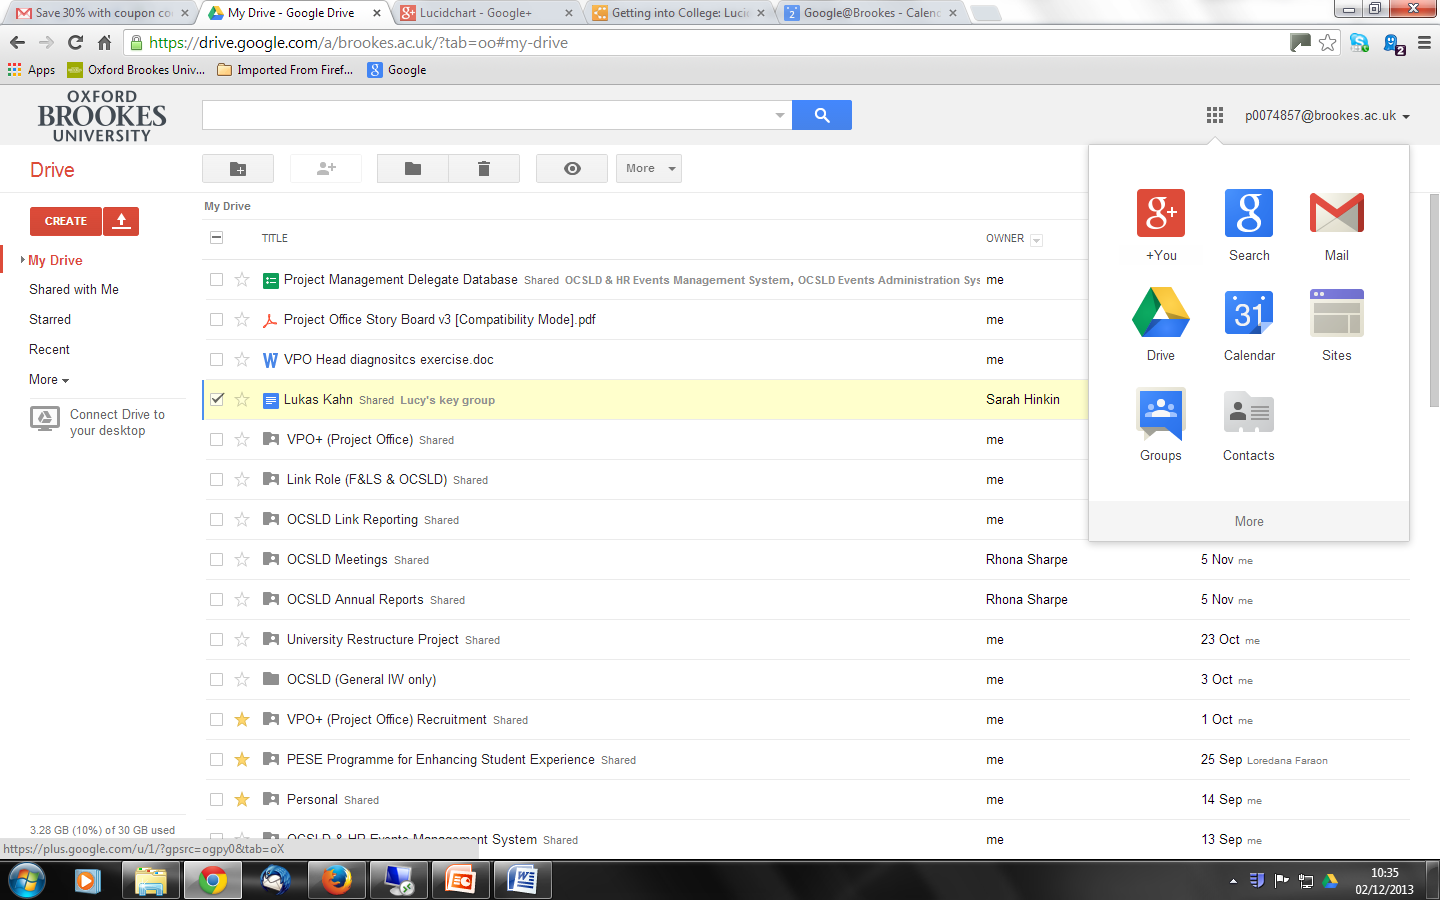 Save 30% with coupon co
My Drive - Google Drive
Lucidchart - Google+
Getting into College: Lucid
Google@Brookes - Calend
https://drive.google.com/a/brookes.ac.uk/?tab=oo#my-drive
2
Apps
Oxford Brookes Univ...
Imported From Firef...
Google
OXFORD
BROOKES
UNIVERSITY
p0074857@brookes.ac.uk
Drive
More
CREATE
My Drive
Shared with Me
Starred
Recent
More
Connect Drive to
your desktop
3.28 GB (10%) of 30 GB used
My Drive
TITLE OWNER
Project Management Delegate Database Shared OCSLD & HR Events Management System, OCSLD Events Administration Sys me
Project Office Story Board v3 [Compatibility Mode].pdf me
VPO Head diagnositcs exercise.doc me
Lukas Kahn Shared Lucy's key group Sarah Hinkin
VPO+ (Project Office) Shared me
Link Role (F&LS & OCSLD) Shared me
OCSLD Link Reporting Shared me
OCSLD Meetings Shared Rhona Sharpe 5 Nov me
OCSLD Annual Reports Shared Rhona Sharpe 5 Nov me
University Restructure Project Shared me 23 Oct me
OCSLD (General IW only) me 3 Oct me
VPO+ (Project Office) Recruitment Shared me 1 Oct me
PESE Programme for Enhancing Student Experience Shared me 25 Sep Loredana Faraon
Personal Shared me 14 Sep me
OCSLD & HR Events Management System Shared me 13 Sep me
+You Search Mail
31
Drive Calendar Sites
Groups Contacts
More
https://plus.google.com/u/1/?gpsrc=ogpy0&tab=oX
10:35
02/12/2013